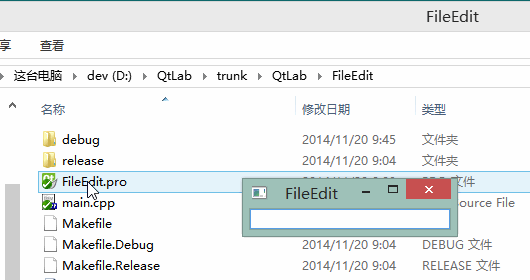 FileEdit
享 查看
这台电脑 dev (D:) QtLab trunk QtLab FileEdit
名称 修改日期 类型
debug 2014/11/20 9:45 文件夹
release 2014/11/20 9:04 文件夹
FileEdit.pro 文件
FileEdit
main.cpp Source File
Makefile 文件
Makefile.Debug 2014/11/20 9:04 DEBUG 文件
Makefile.Release 2014/11/20 9:04 RELEASE 文件